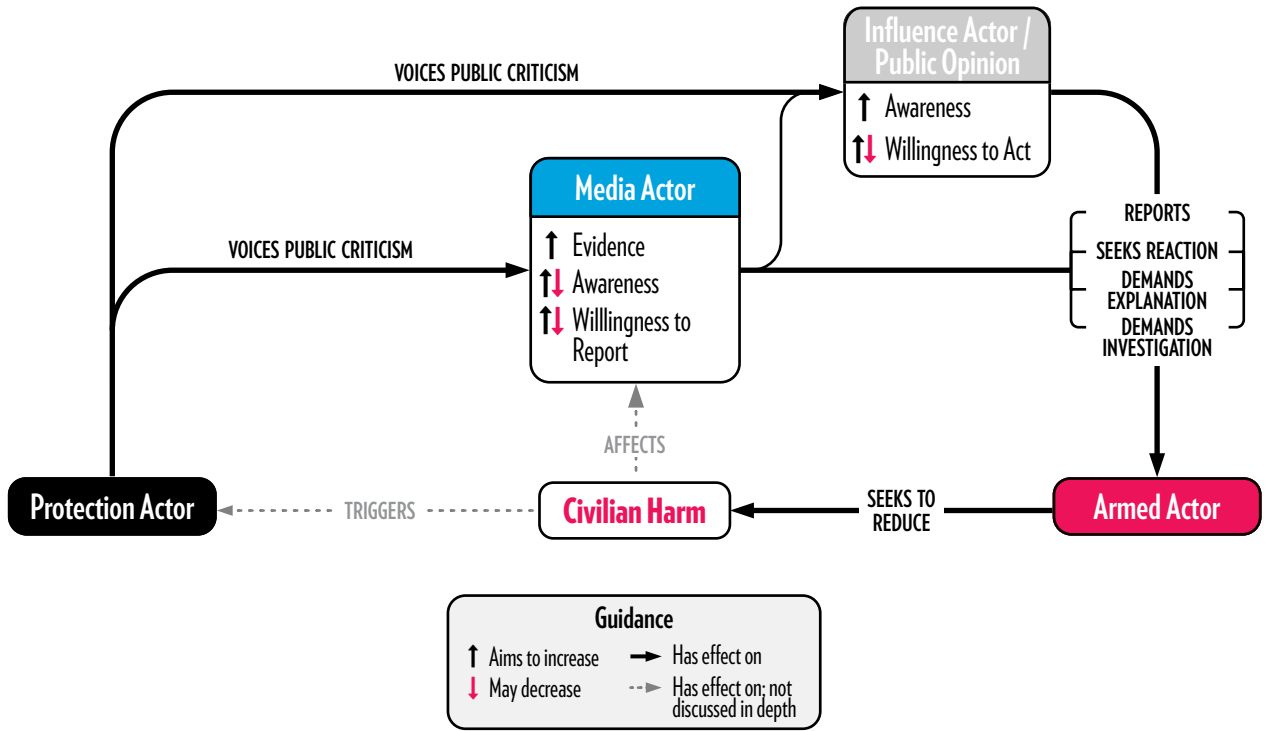 Influence Actor /
Public Opinion
VOICES PUBLIC CRITICISM
Awareness
Willingness to Act
Media Actor
REPORTS
VOICES PUBLIC CRITICISM
Evidence
SEEKS REACTION
Awareness
DEMANDS
EXPLANATION
Willlingness to
Report
DEMANDS
INVESTIGATION
AFFECTS
Protection Actor
TRIGGERS
Civilian Harm
SEEKS TO
REDUCE
Armed Actor
Guidance
Aims to increase
Has effect on
May decrease
Has effect on; not
discussed in depth